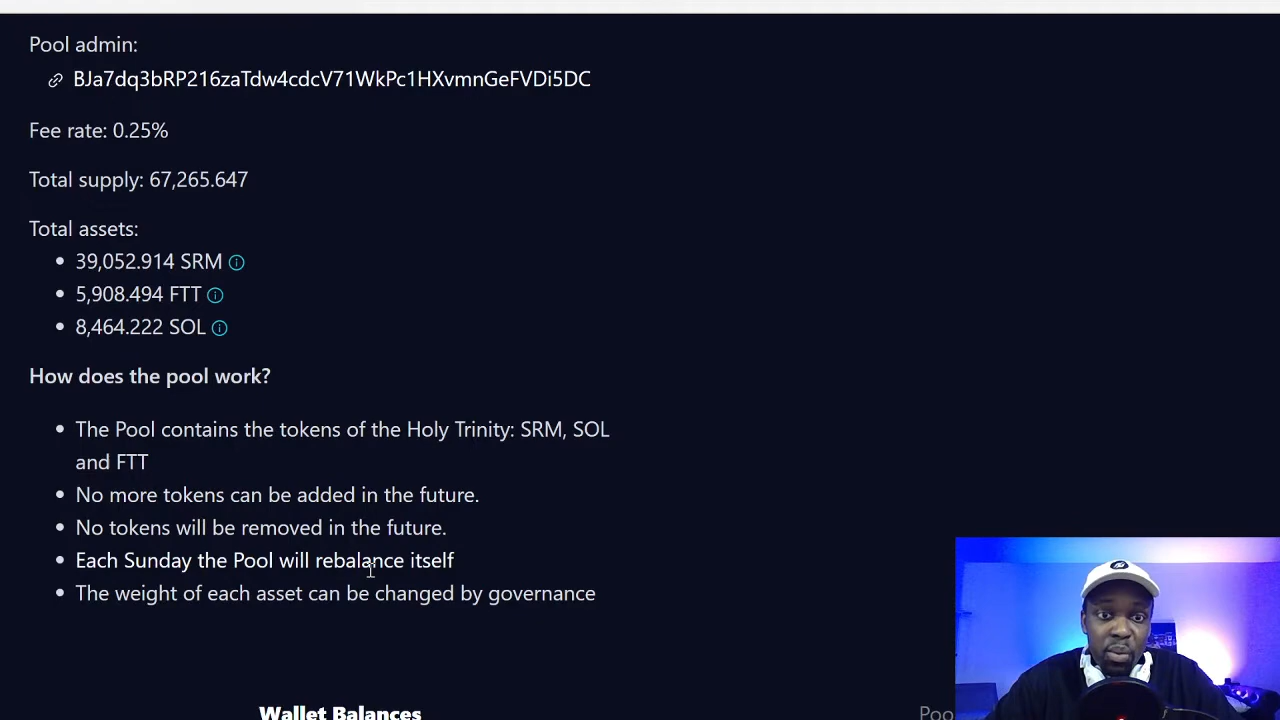 Pool admin:
BJa7dq3bRP216zaTdw4cdcV71WkPc1HXvmnGeFVDi5DC
Fee rate: 0.25%
Total supply: 67,265.647
Total assets:
39,052.914 SRM
5,908.494 FTT
8,464.222 SOL
How does the pool work?
The Pool contains the tokens of the Holy Trinity: SRM, SOL
and FTT
No more tokens can be added in the future.
No tokens will be removed in the future.
Each Sunday the Pool will rebalance itself
The weight of each asset can be changed by governance
Wallet Balances
Poo